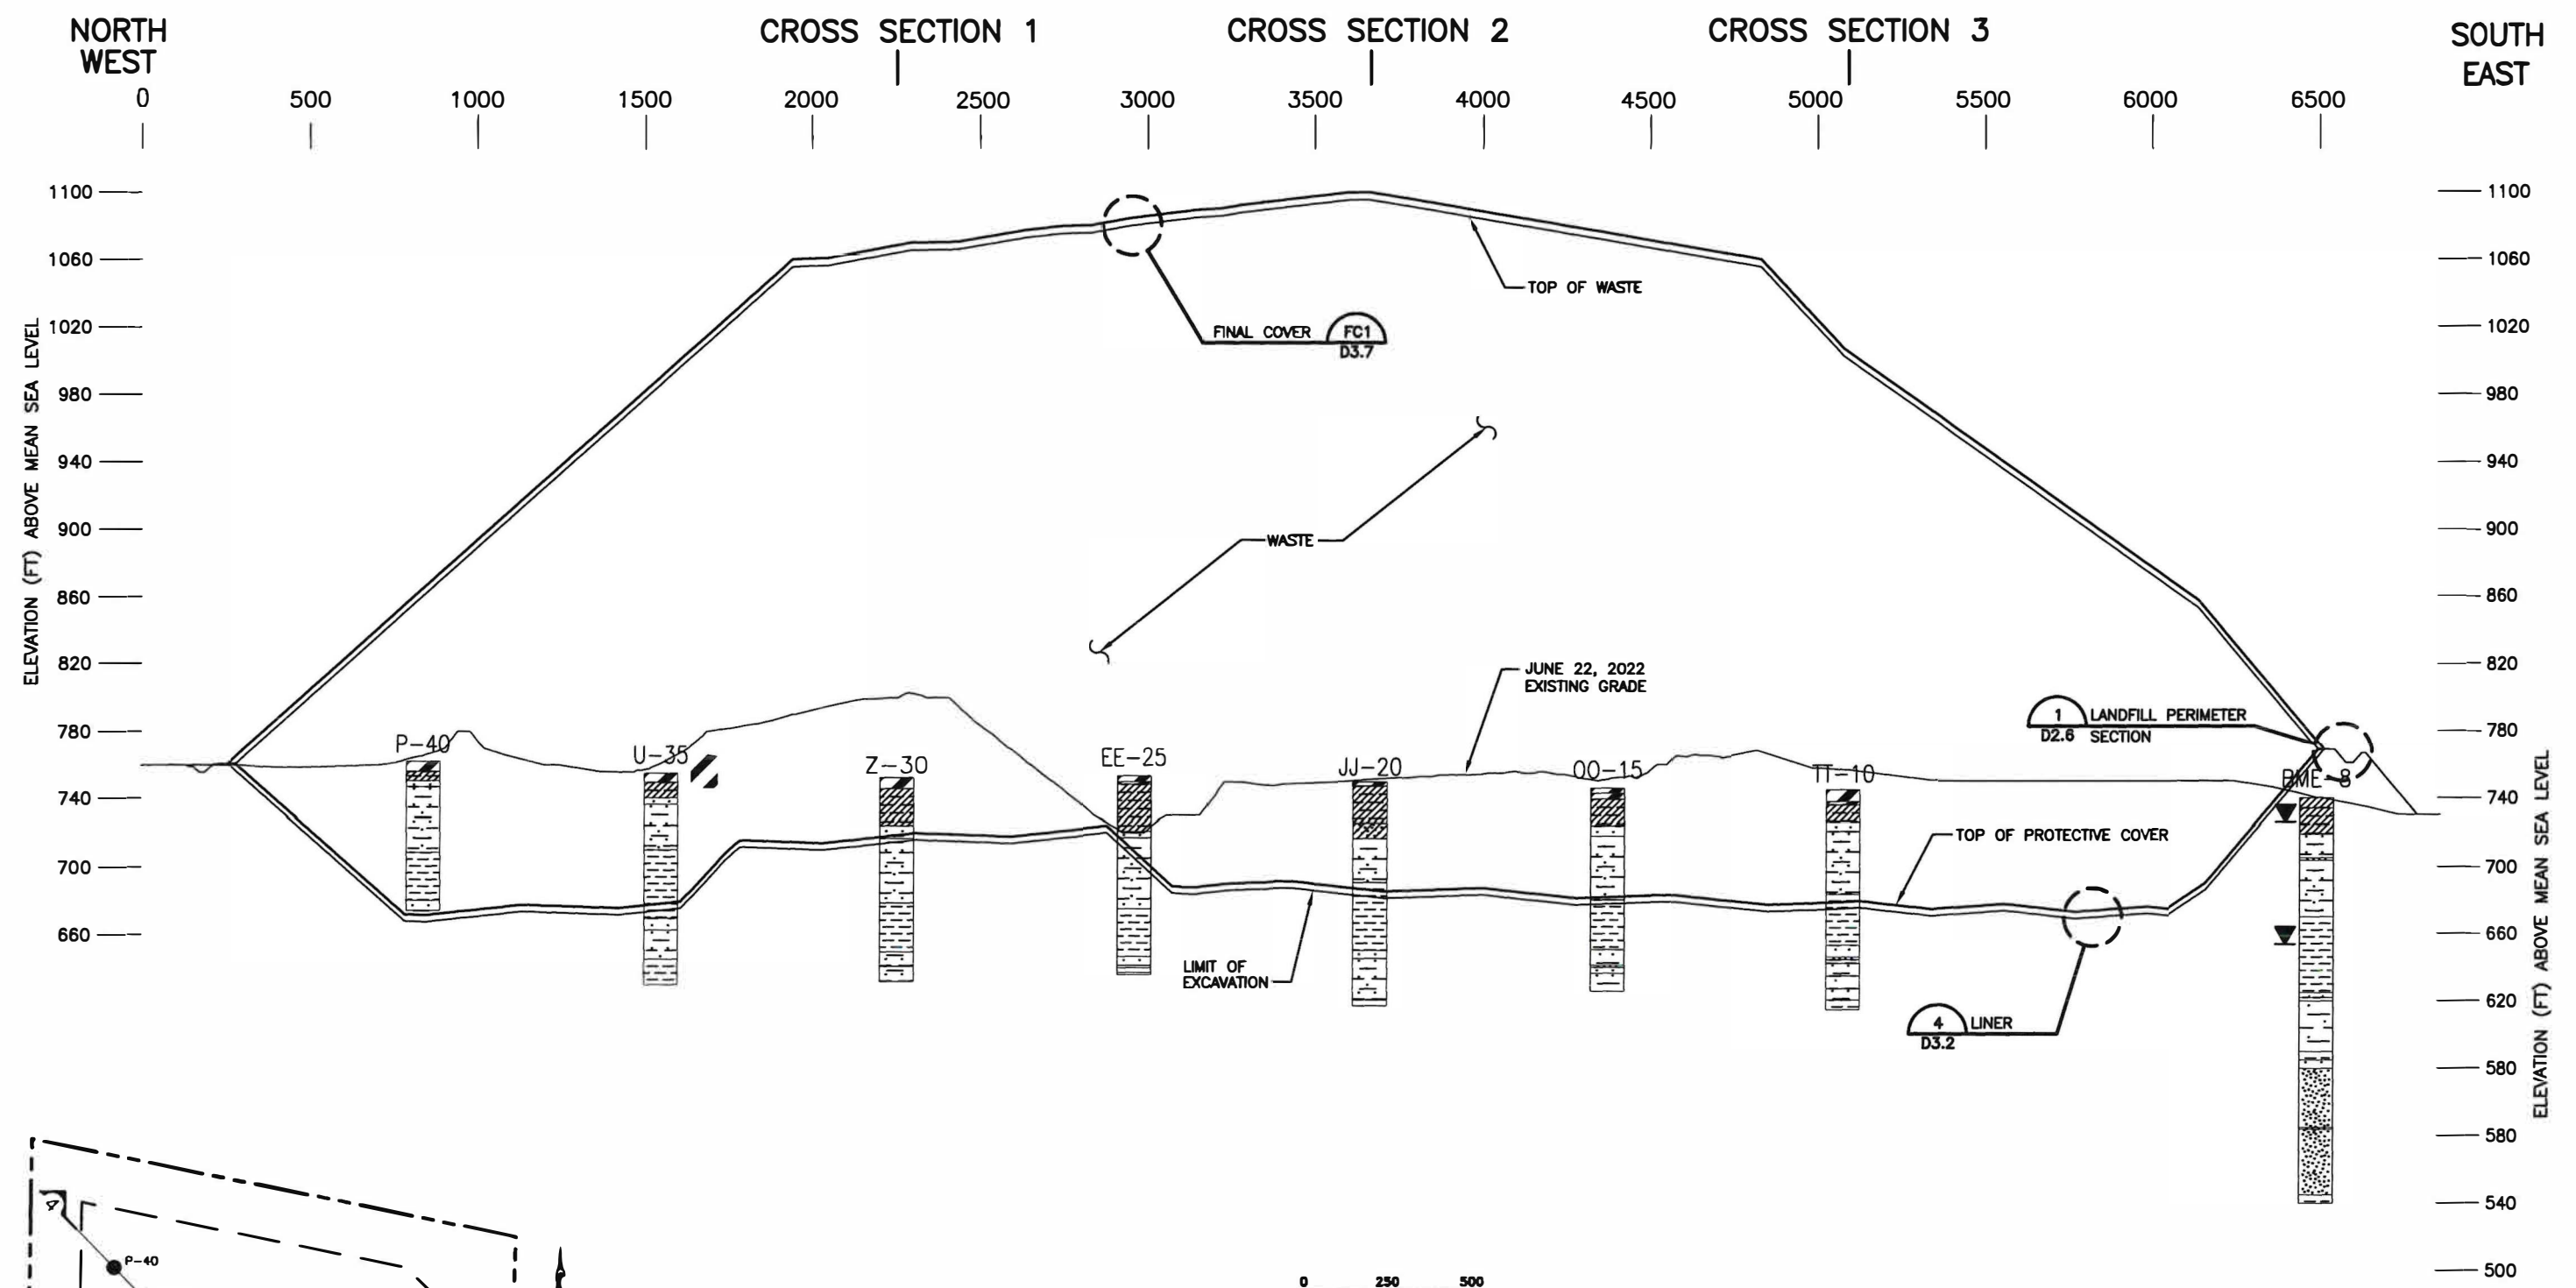 NORTH
WEST
CROSS SECTION 1
CROSS SECTION 2
CROSS SECTION 3
SOUTH
EAST
0 500 1000 1500 2000 2500 3000 3500 4000 4500 5000 5500 6000 6500
1100
1060
1020
980
940
900
860
820
780
740
700
660
ELEVATION (FT) ABOVE MEAN SEA LEVEL
TOP OF WASTE
FINAL COVER FC1
D3.7
WASTE
JUNE 22, 2022
EXISTING GRADE
1 LANDFILL PERIMETER
D2.6 SECTION
P-40
U-35
Z-30
EE-25
JJ-20
OO-15
TT-10
BME-8
TOP OF PROTECTIVE COVER
LIMIT OF
EXCAVATION
4 LINER
D3.2
1100
1060
1020
980
940
900
860
820
780
740
700
660
620
580
580
540
500
ELEVATION (FT) ABOVE MEAN SEA LEVEL
A
P-40
0 250 500